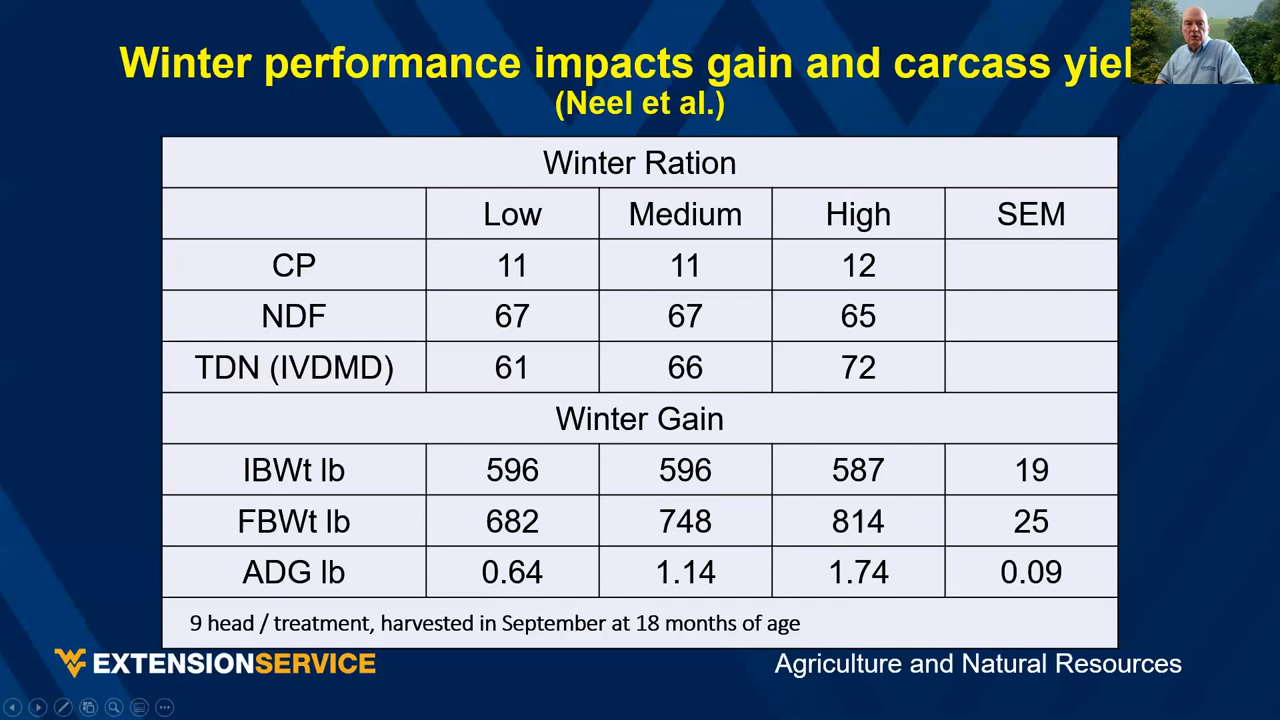 Winter performance impacts gain and carcass yiel
(Neel et al.)
Winter Ration
Low Medium High SEM
CP 11 11 12
NDF 67 67 65
TDN (IVDMD) 61 66 72
Winter Gain
IBWt lb 596 596 587 19
FBWt lb 682 748 814 25
ADG lb 0.64 1.14 1.74 0.09
9 head / treatment, harvested in September at 18 months of age
EXTENSIONSERVICE
Agriculture and Natural Resources